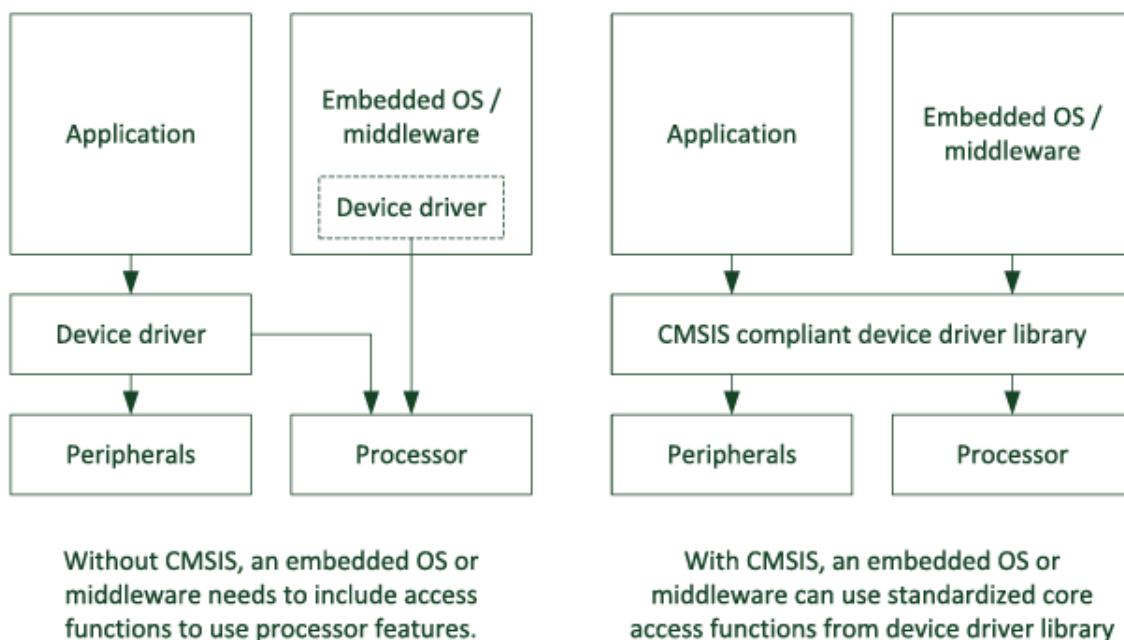 Application
Embedded OS /
middleware
Device driver
Device driver
Peripherals
Processor
Without CMSIS, an embedded OS or
middleware needs to include access
functions to use processor features.
Application
Embedded OS /
middleware
CMSIS compliant device driver library
Peripherals
Processor
With CMSIS, an embedded OS or
middleware can use standardized core
access functions from device driver library